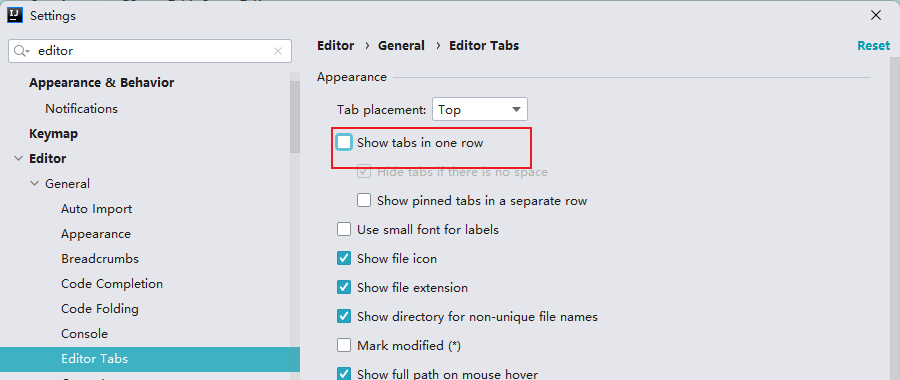 Settings
editor
Appearance & Behavior
Notifications
Keymap
Editor
General
Auto Import
Appearance
Breadcrumbs
Code Completion
Code Folding
Console
Editor Tabs
Editor › General › Editor Tabs
Reset
Appearance
Tab placement: Top
Show tabs in one row
Hide tabs if there is no space
Show pinned tabs in a separate row
Use small font for labels
Show file icon
Show file extension
Show directory for non-unique file names
Mark modified (*)
Show full path on mouse hover